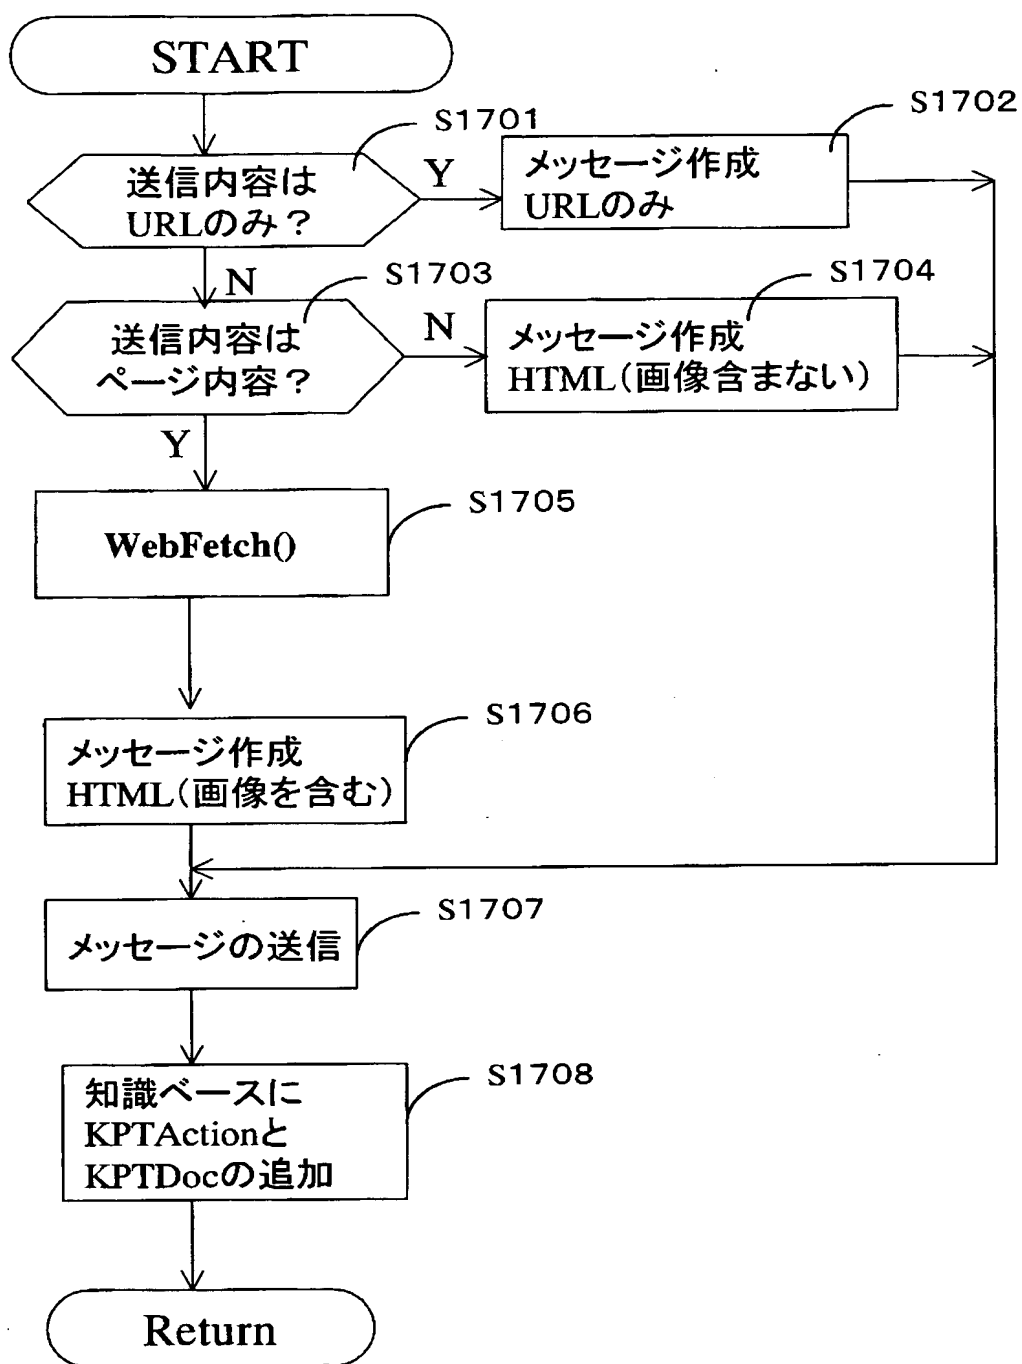 START
S1701
送信内容は
URLのみ？
Y
S1702
メッセージ作成
URLのみ
N
S1703
送信内容は
ページ内容？
N
S1704
メッセージ作成
HTML（画像含まない）
Y
S1705
WebFetch()
S1706
メッセージ作成
HTML（画像を含む）
S1707
メッセージの送信
S1708
知識ベースに
KPTActionと
KPTDocの追加
Return